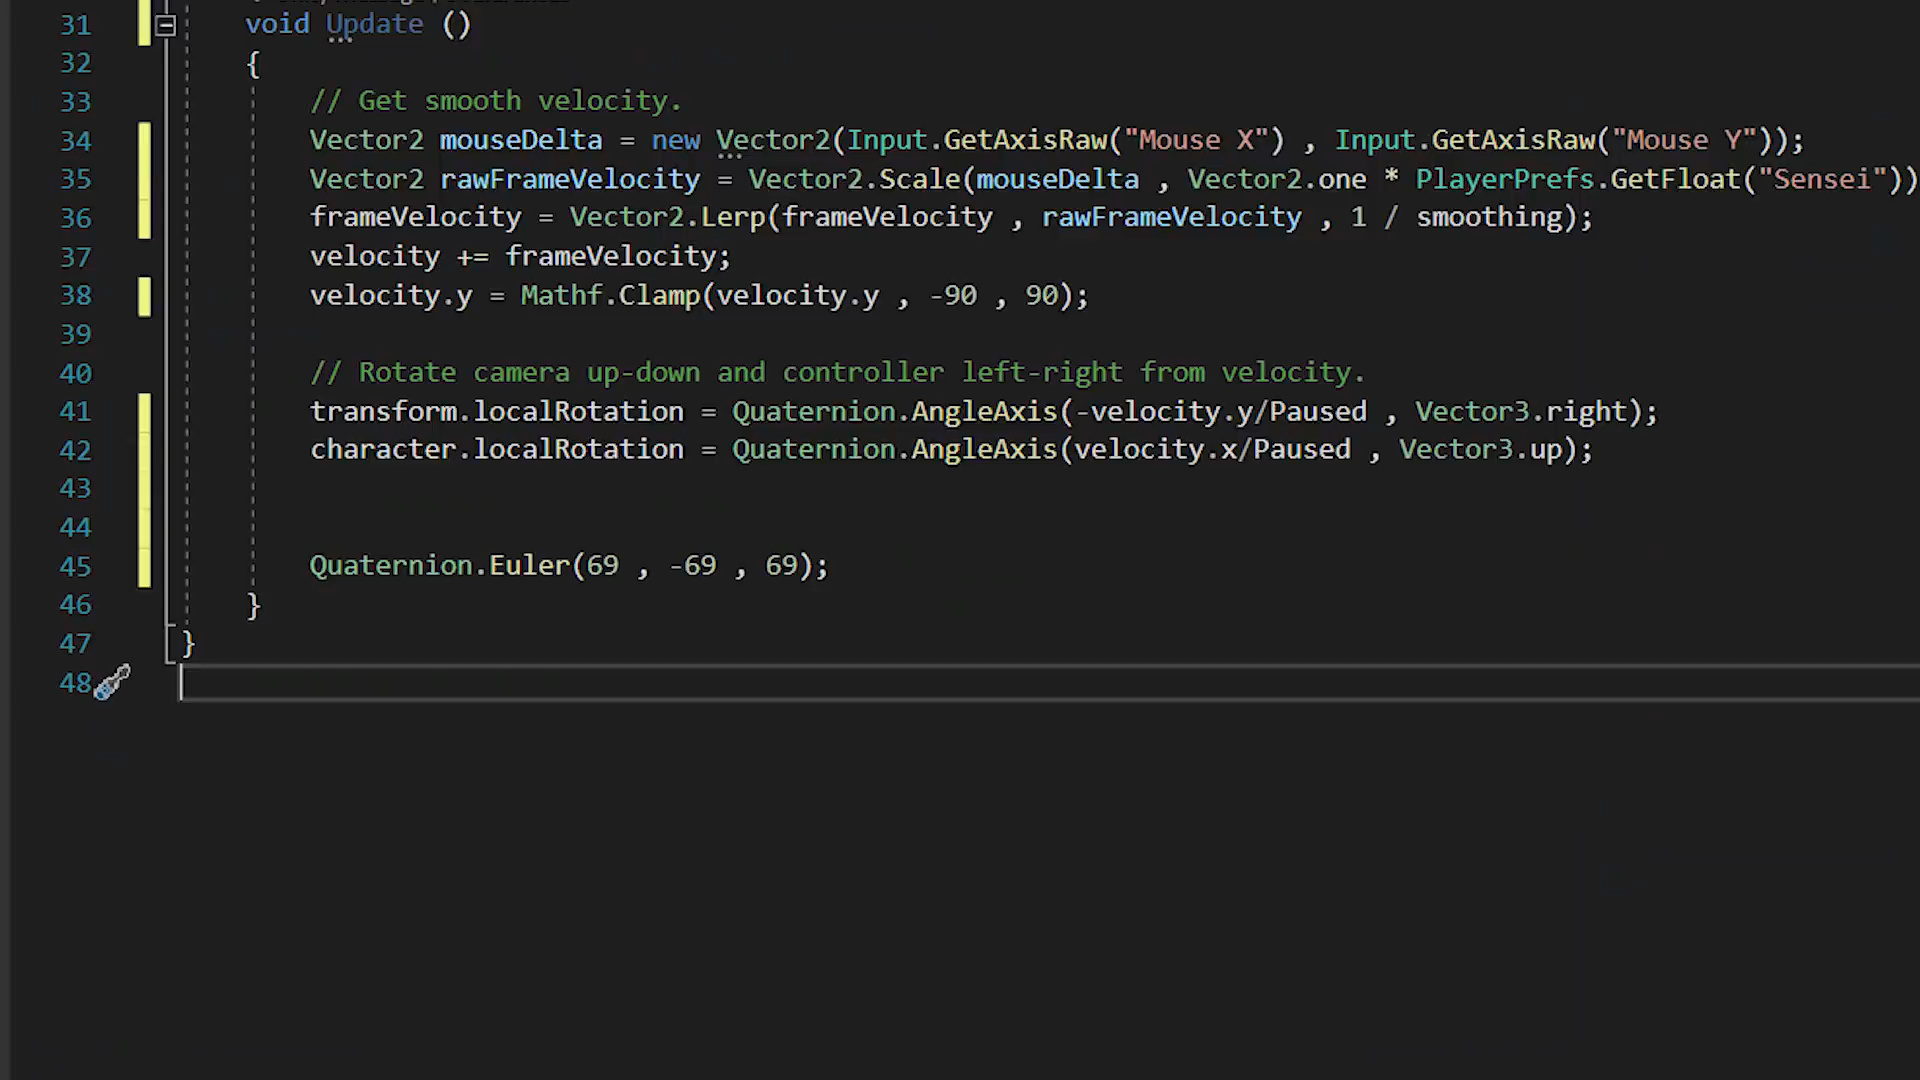 31 void Update ()
32 {
33 // Get smooth velocity.
34 Vector2 mouseDelta = new Vector2(Input.GetAxisRaw("Mouse X") , Input.GetAxisRaw("Mouse Y"));
35 Vector2 rawFrameVelocity = Vector2.Scale(mouseDelta , Vector2.one * PlayerPrefs.GetFloat("Sensei"))
36 frameVelocity = Vector2.Lerp(frameVelocity , rawFrameVelocity , 1 / smoothing);
37 velocity += frameVelocity;
38 velocity.y = Mathf.Clamp(velocity.y , -90 , 90);
39
40 // Rotate camera up-down and controller left-right from velocity.
41 transform.localRotation = Quaternion.AngleAxis(-velocity.y/Paused , Vector3.right);
42 character.localRotation = Quaternion.AngleAxis(velocity.x/Paused , Vector3.up);
43
44
45 Quaternion.Euler(69 , -69 , 69);
46 }
47 }
48